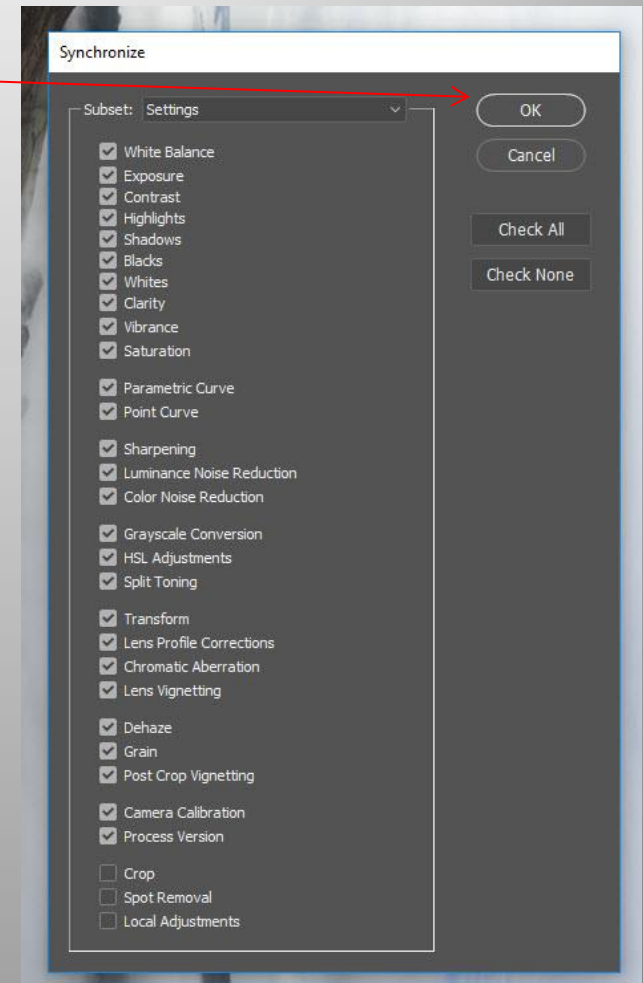 Synchronize
Subset: Settings
OK
Cancel
Check All
Check None
White Balance
Exposure
Contrast
Highlights
Shadows
Blacks
Whites
Clarity
Vibrance
Saturation
Parametric Curve
Point Curve
Sharpening
Luminance Noise Reduction
Color Noise Reduction
Grayscale Conversion
HSL Adjustments
Split Toning
Transform
Lens Profile Corrections
Chromatic Aberration
Lens Vignetting
Dehaze
Grain
Post Crop Vignetting
Camera Calibration
Process Version
Crop
Spot Removal
Local Adjustments